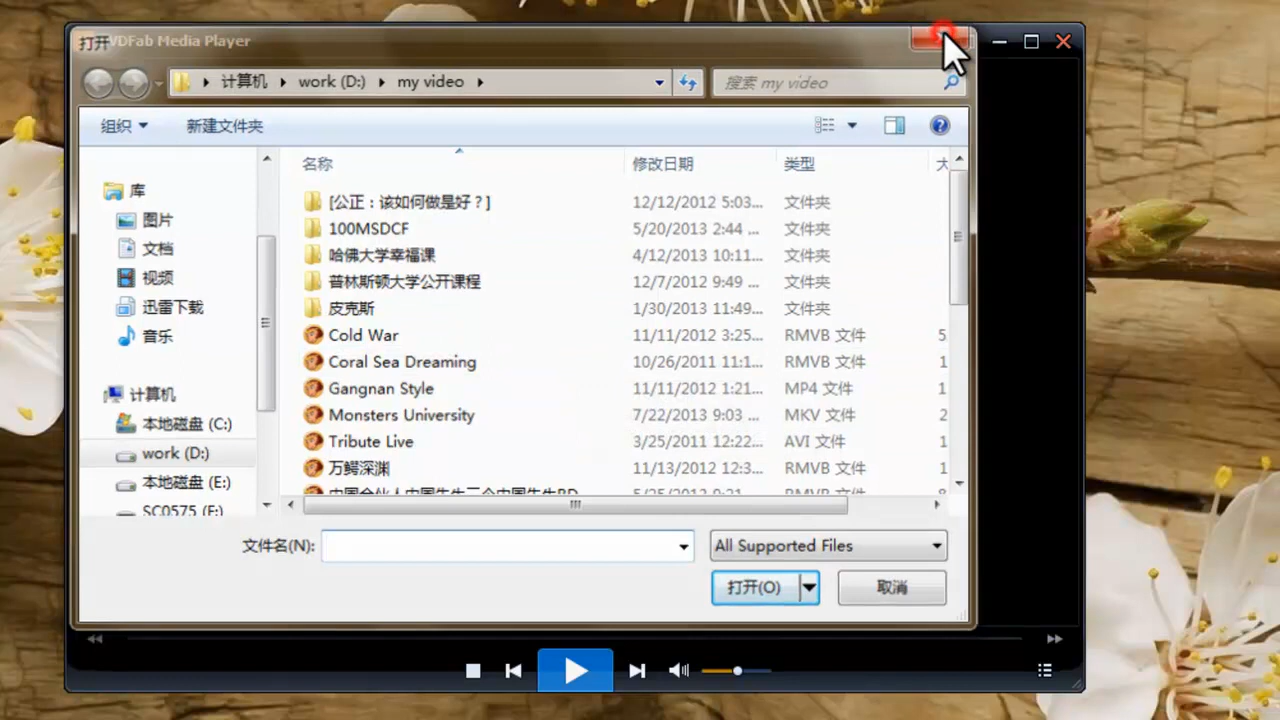 打开 VDFab Media Player
计算机 work (D:) my video 搜索 my video
组织 新建文件夹
名称 修改日期 类型 大
库
图片
文档
视频
迅雷下载
音乐
计算机
本地磁盘 (C:)
work (D:)
本地磁盘 (E:)
SC0575 (F:)
[公正：该如何做是好？] 12/12/2012 5:03... 文件夹
100MSDCF 5/20/2013 2:44 ... 文件夹
哈佛大学幸福课 4/12/2013 10:11... 文件夹
普林斯顿大学公开课程 12/7/2012 9:49 ... 文件夹
皮克斯 1/30/2013 11:49... 文件夹
Cold War 11/11/2012 3:25... RMVB 文件 5
Coral Sea Dreaming 10/26/2011 11:1... RMVB 文件 1
Gangnan Style 11/11/2012 1:21... MP4 文件 1
Monsters University 7/22/2013 9:03 ... MKV 文件 2
Tribute Live 3/25/2011 12:22... AVI 文件 1
万鳄深渊 11/13/2012 12:3... RMVB 文件 1
文件名(N): All Supported Files
打开(O) 取消